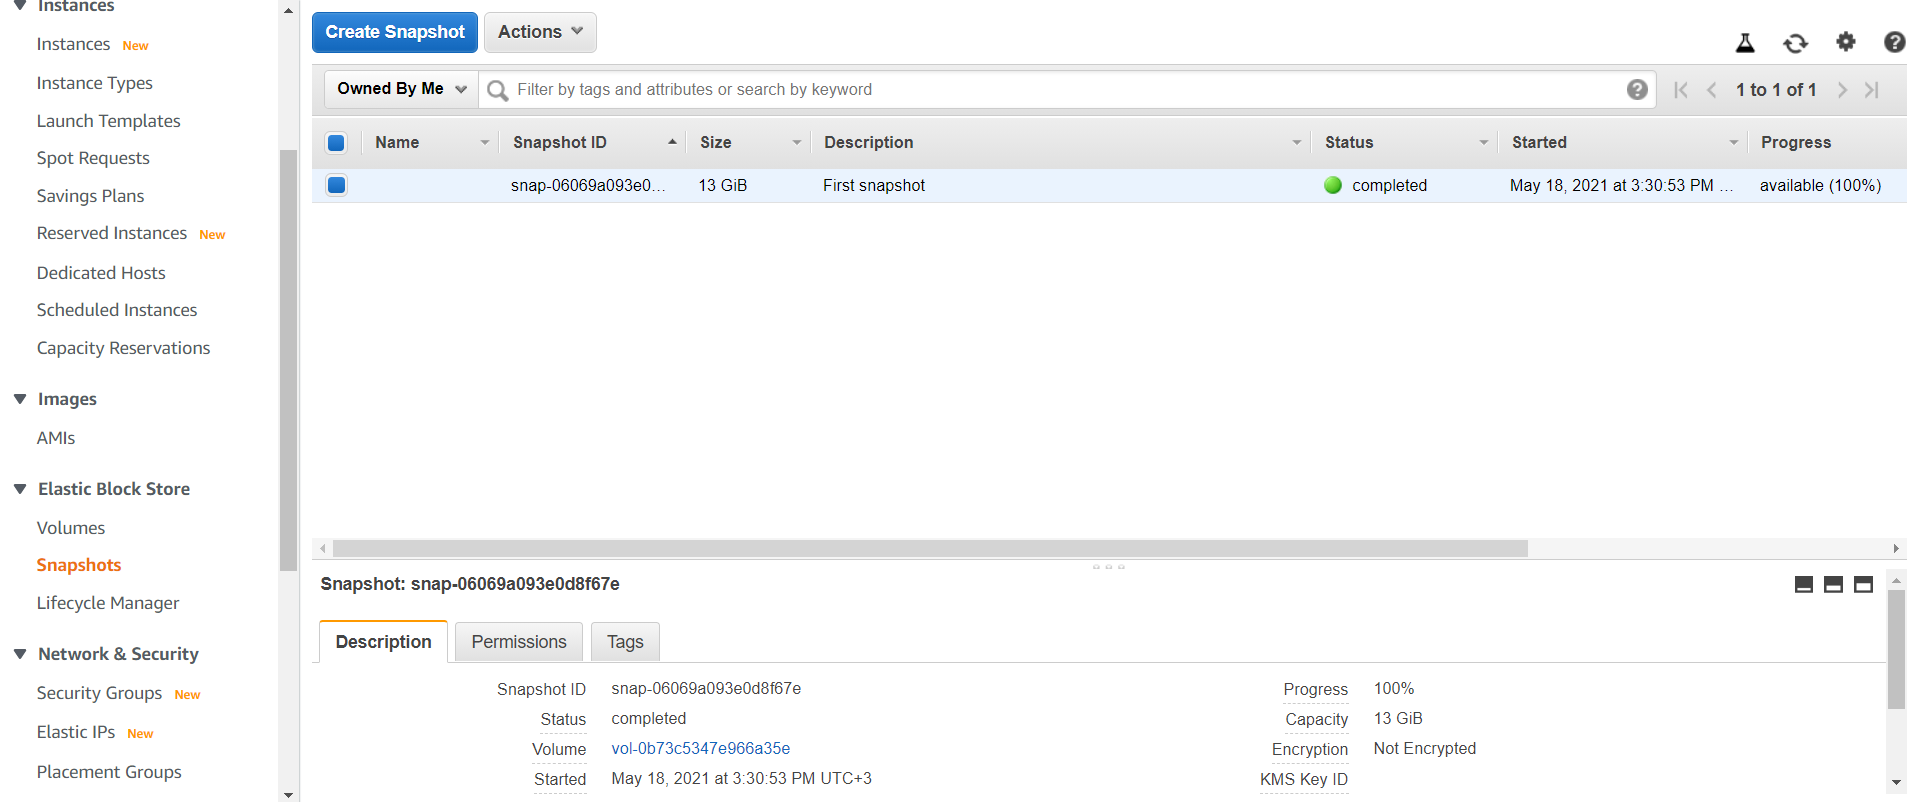 Instances
Instances New
Instance Types
Launch Templates
Spot Requests
Savings Plans
Reserved Instances New
Dedicated Hosts
Scheduled Instances
Capacity Reservations
Images
AMIs
Elastic Block Store
Volumes
Snapshots
Lifecycle Manager
Network & Security
Security Groups New
Elastic IPs New
Placement Groups
Create Snapshot Actions
Owned By Me Filter by tags and attributes or search by keyword 1 to 1 of 1
Name Snapshot ID Size Description Status Started Progress
snap-06069a093e0... 13 GiB First snapshot completed May 18, 2021 at 3:30:53 PM ... available (100%)
Snapshot: snap-06069a093e0d8f67e
Description Permissions Tags
Snapshot ID snap-06069a093e0d8f67e Progress 100%
Status completed Capacity 13 GiB
Volume vol-0b73c5347e966a35e Encryption Not Encrypted
Started May 18, 2021 at 3:30:53 PM UTC+3 KMS Key ID